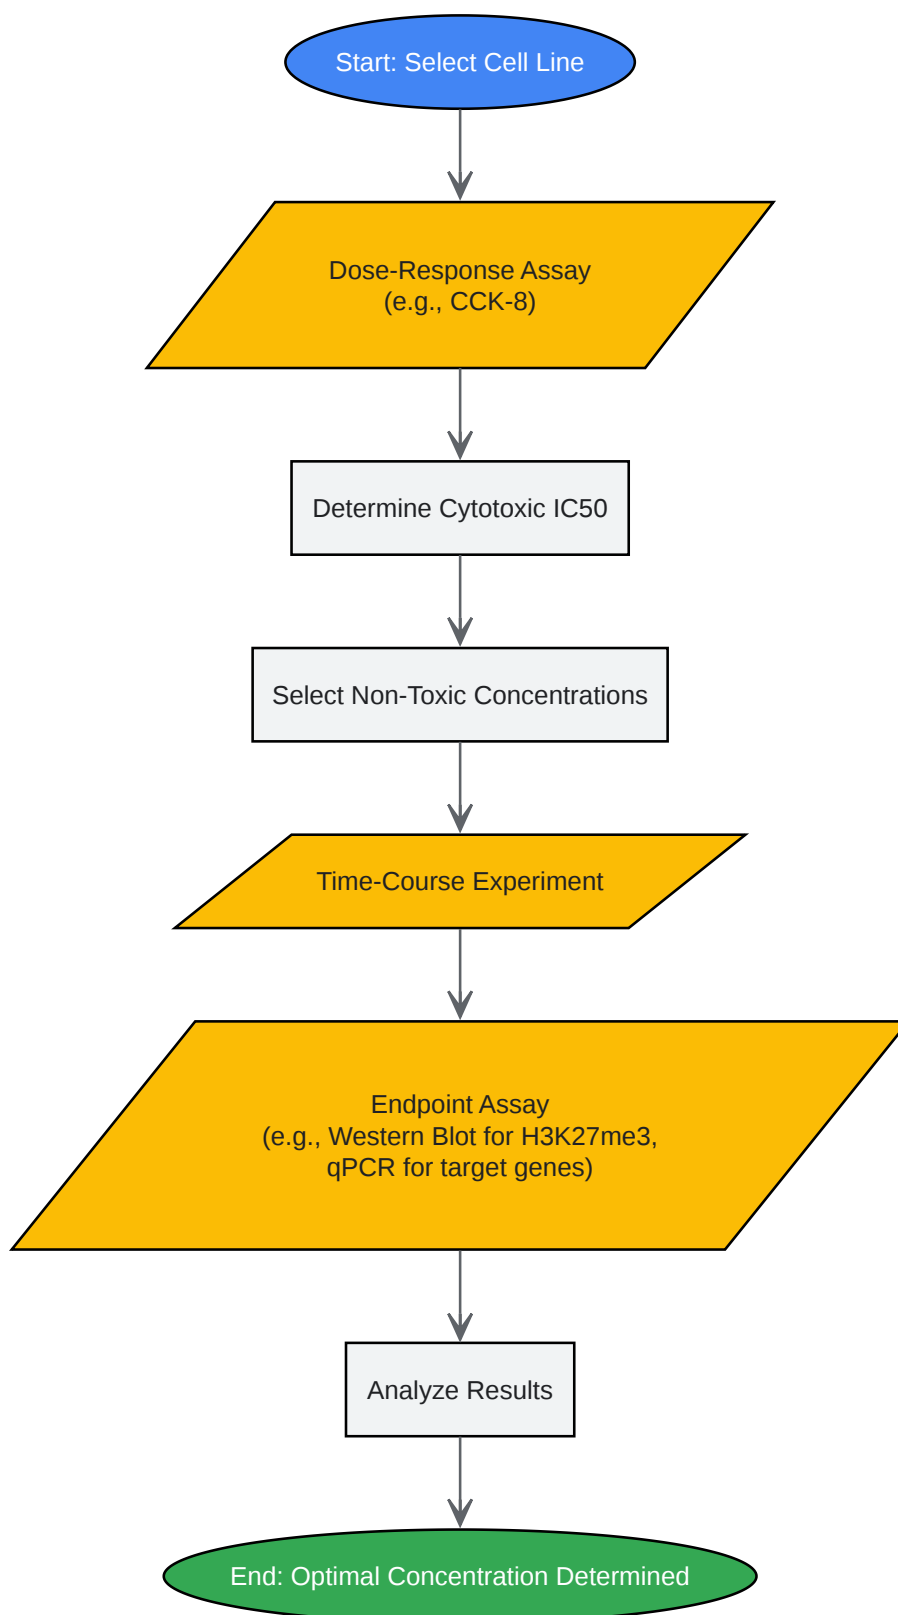 Start: Select Cell Line
Dose-Response Assay
(e.g., CCK-8)
Determine Cytotoxic IC50
Select Non-Toxic Concentrations
Time-Course Experiment
Endpoint Assay
(e.g., Western Blot for H3K27me3,
qPCR for target genes)
Analyze Results
End: Optimal Concentration Determined